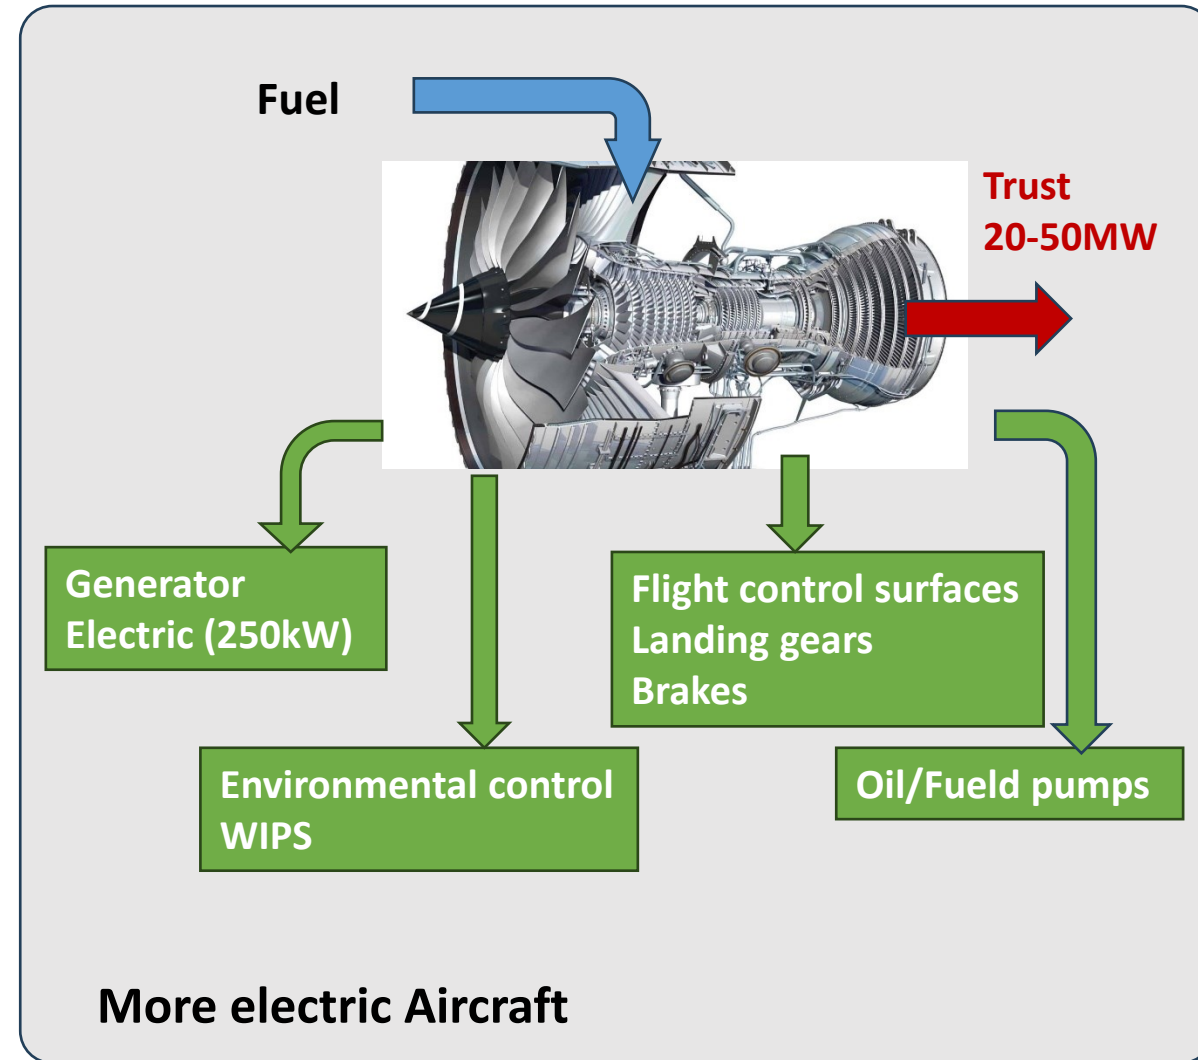 Fuel
Trust
20-50MW
Generator
Electric (250kW)
Flight control surfaces
Landing gears
Brakes
Environmental control
WIPS
Oil/Fueld pumps
More electric Aircraft